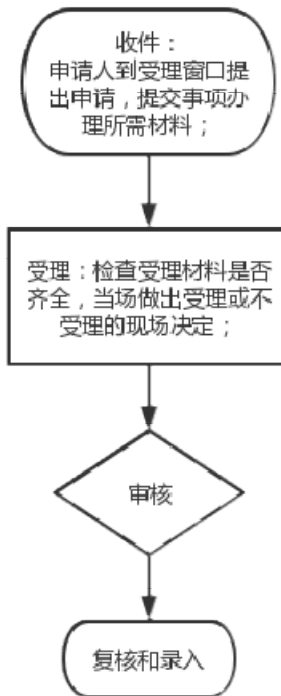 收件：
申请人到受理窗口提
出申请，提交事项办
理所需材料；
受理：检查受理材料是否
齐全，当场做出受理或不
受理的现场决定；
审核
复核和录入